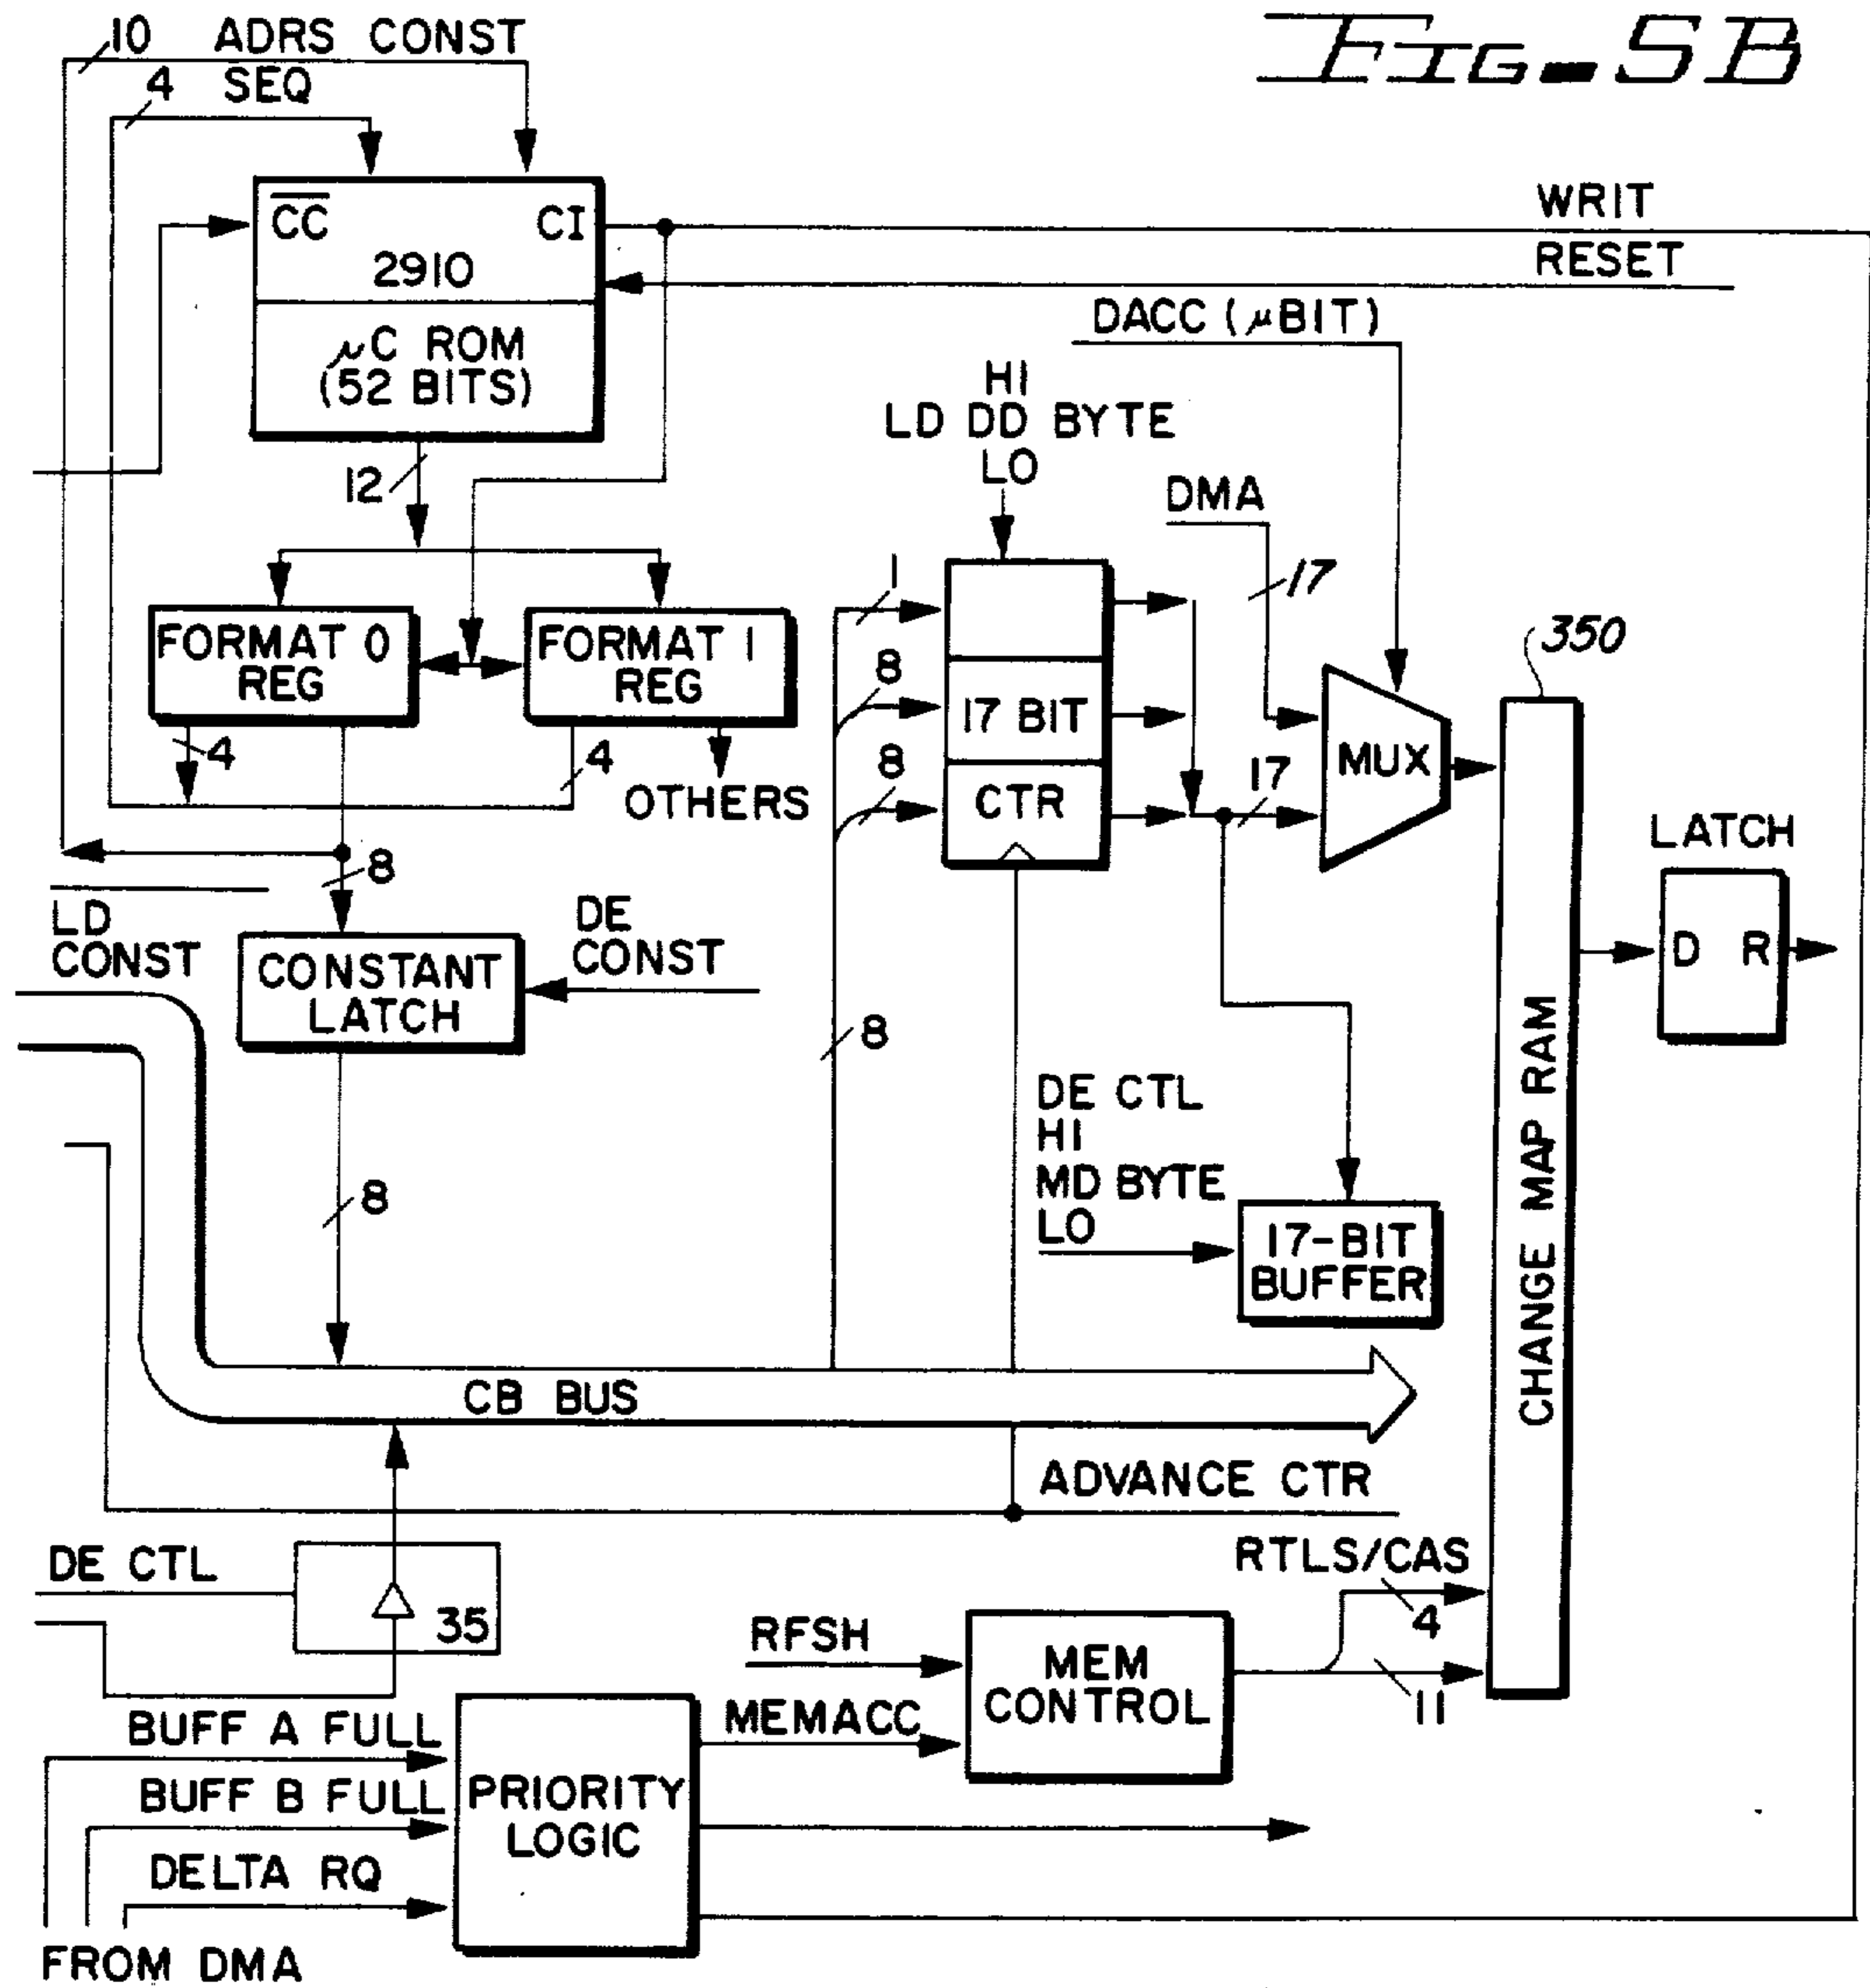 FIG-5B
10 ADRS CONST
4 SEQ
CC CI
2910
WRIT
RESET
μC ROM
(52 BITS)
DACC (μBIT)
HI
LD DD BYTE
LO
12
DMA
17
1
FORMAT 0
REG
FORMAT 1
REG
350
8
17 BIT
4
4
OTHERS
8
CTR
17
MUX
LATCH
8
LD
CONST
DE
CONST
CONSTANT
LATCH
D R
8
8
DE CTL
HI
MD BYTE
LO
17-BIT
BUFFER
CHANGE MAP RAM
CB BUS
ADVANCE CTR
DE CTL
35
RTLS/CAS
4
RFSH
MEM
CONTROL
11
MEMACC
BUFF A FULL
BUFF B FULL
PRIORITY
LOGIC
DELTA RQ
FROM DMA